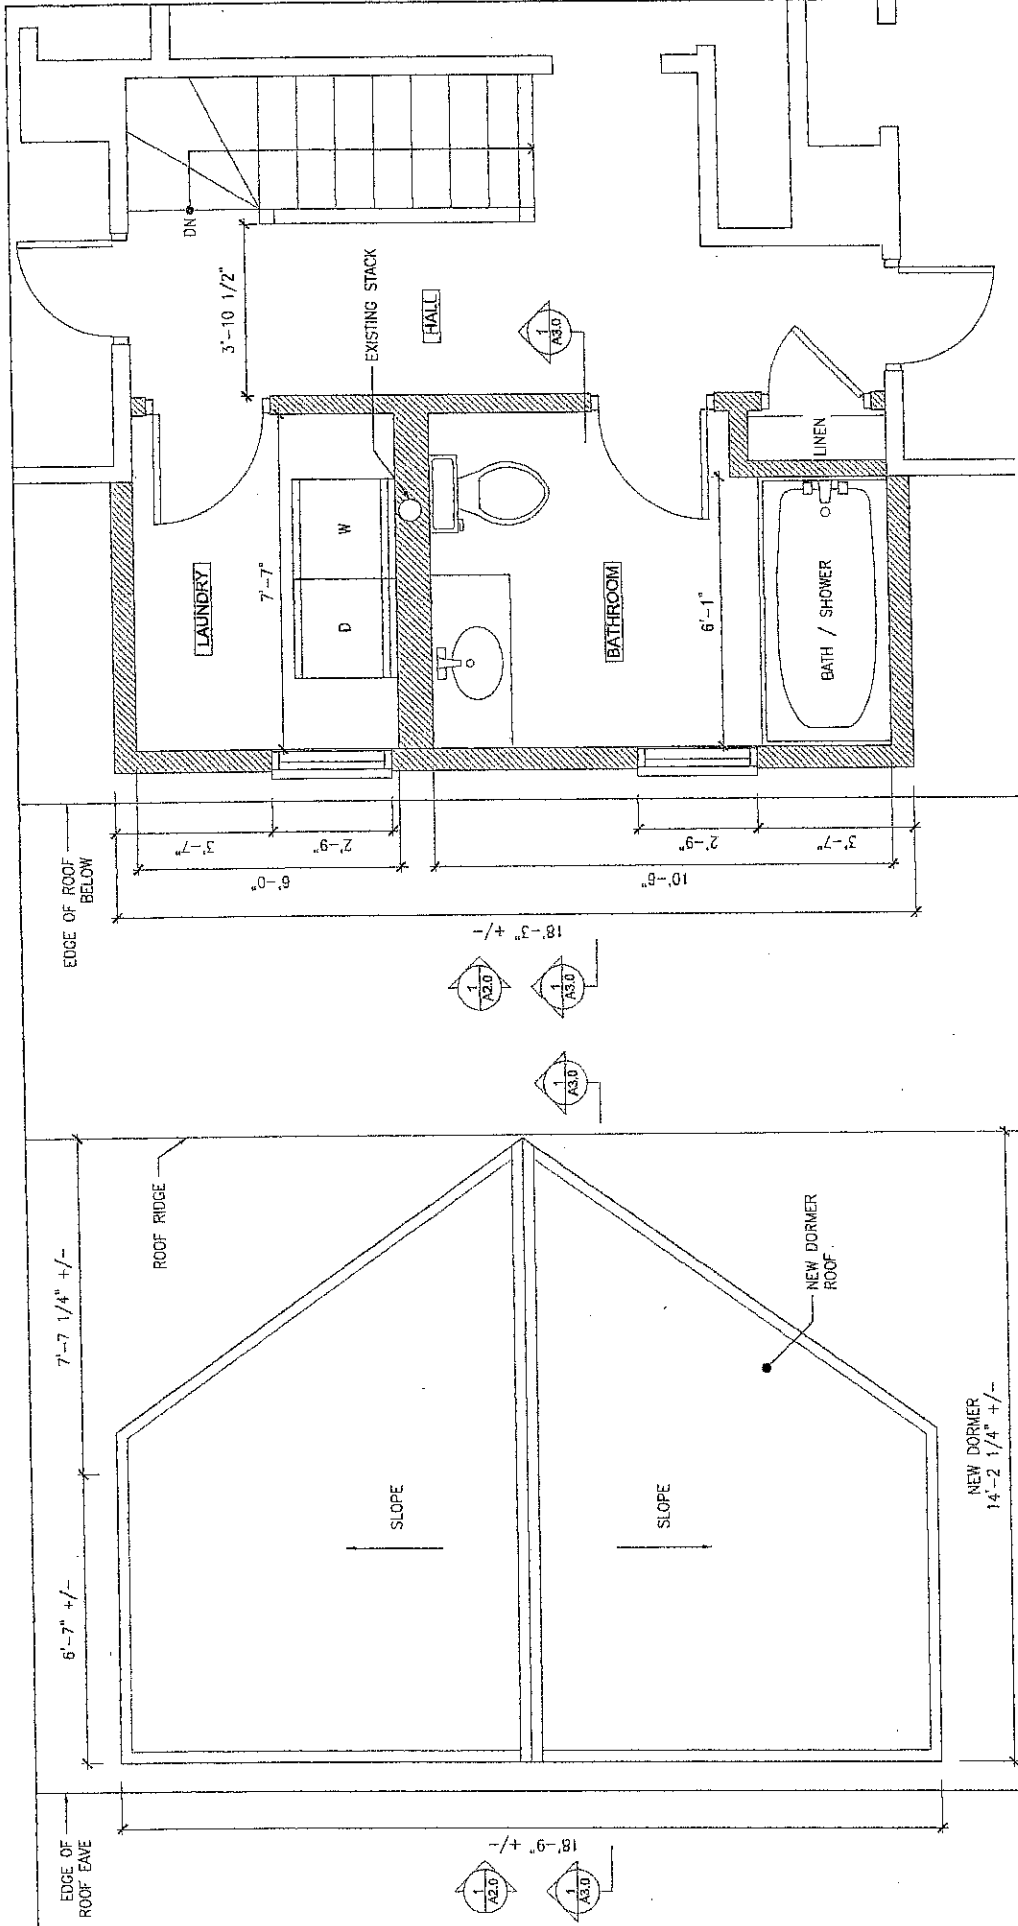 DN
3'-10 1/2"
EXISTING STACK
HALL
1
A3.0
LAUNDRY
7'-7"
D
W
BATHROOM
6'-1"
LINEN
BATH / SHOWER
EDGE OF ROOF
BELOW
3'-7"
2'-9"
6'-0"
2'-9"
3'-7"
10'-6"
18'-3" +/-
1
A2.0
1
A3.0
1
A3.0
ROOF RIDGE
7'-7 1/4" +/-
6'-7" +/-
SLOPE
SLOPE
NEW DORMER
ROOF
NEW DORMER
14'-2 1/4" +/-
EDGE OF
ROOF EAVE
18'-9" +/-
1
A2.0
1
A3.0